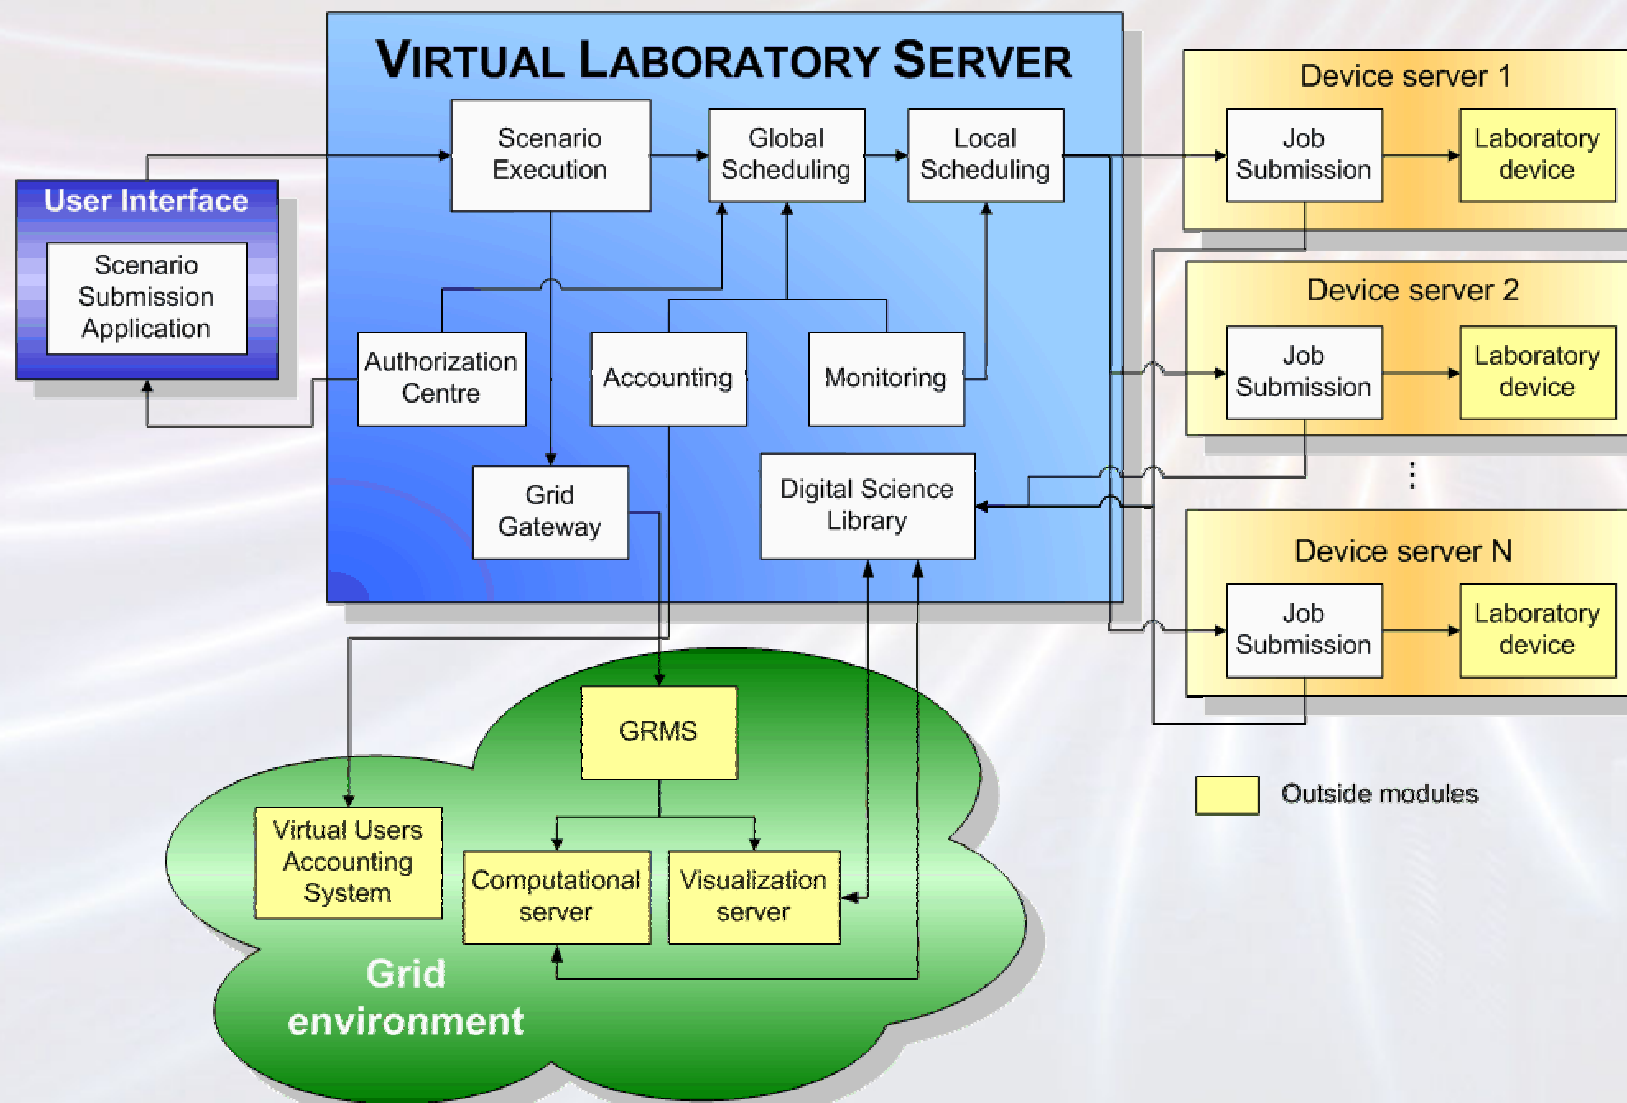 VIRTUAL LABORATORY SERVER
Scenario
Execution
Global
Scheduling
Local
Scheduling
User Interface
Scenario
Submission
Application
Authorization
Centre
Accounting
Monitoring
Grid
Gateway
Digital Science
Library
Device server 1
Job
Submission
Laboratory
device
Device server 2
Job
Submission
Laboratory
device
⋮
Device server N
Job
Submission
Laboratory
device
GRMS
Virtual Users
Accounting
System
Computational
server
Visualization
server
Grid
environment
Outside modules